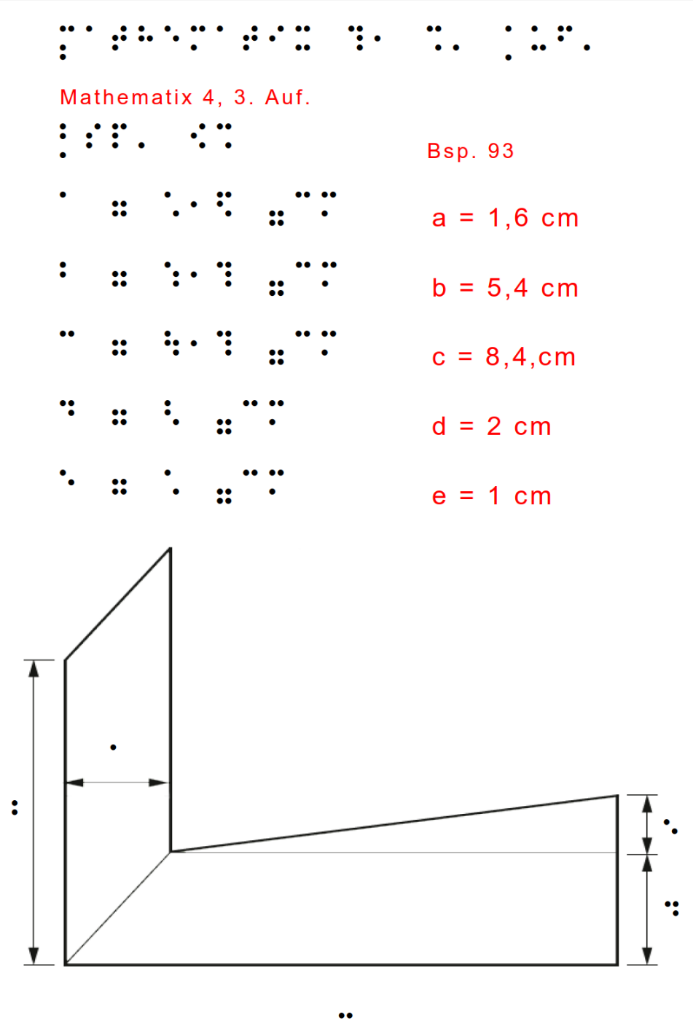 ⡍⠁⠞⠓⠑⠍⠁⠞⠊⠭ ⠹⠂ ⠩⠄ ⡁⠥⠋⠄
Mathematix 4, 3. Auf.
⡃⠎⠏⠄ ⠪⠩
Bsp. 93
⠁ ⠶ ⠡⠂⠫ ⣤⠉⠍
a = 1,6 cm
⠃ ⠶ ⠱⠂⠹ ⣤⠉⠍
b = 5,4 cm
⠉ ⠶ ⠳⠂⠹ ⣤⠉⠍
c = 8,4,cm
⠙ ⠶ ⠣ ⣤⠉⠍
d = 2 cm
⠑ ⠶ ⠡ ⣤⠉⠍
e = 1 cm
⠁
⠃
⠑
⠙
⠉